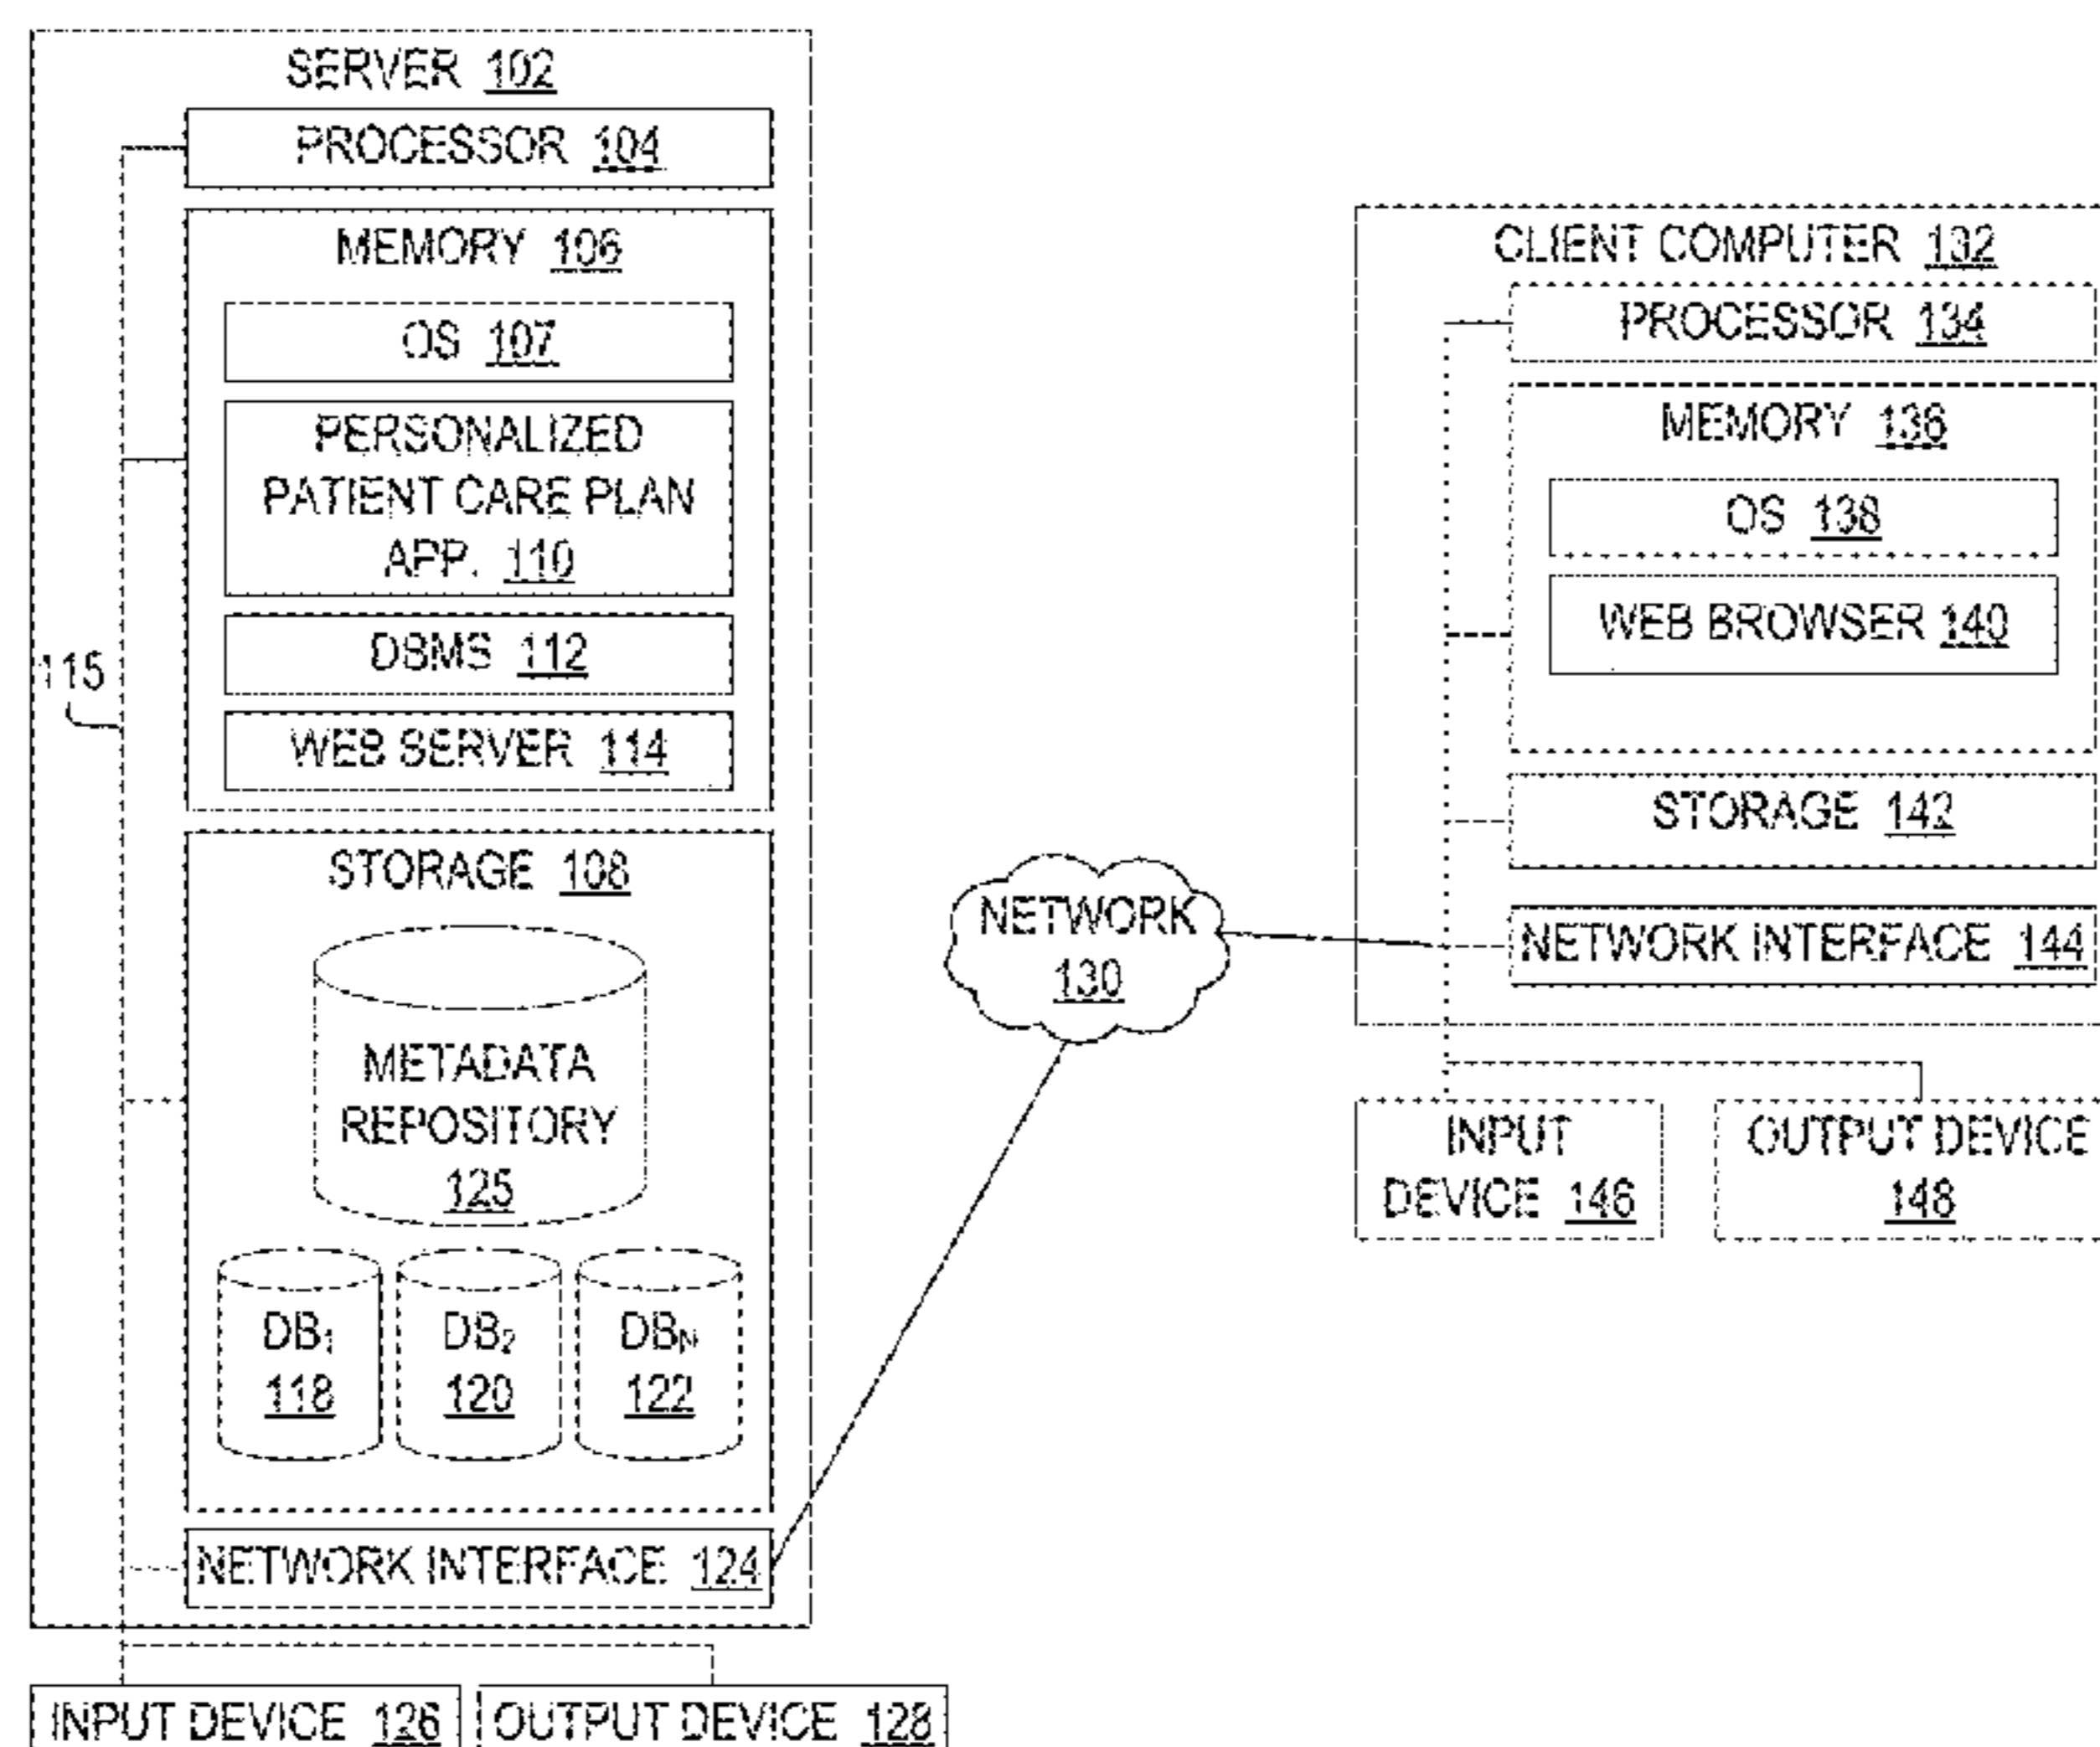 SERVER 102
PROCESSOR 104
MEMORY 106
OS 107
PERSONALIZED
PATIENT CARE PLAN
APP. 110
DBMS 112
WEB SERVER 114
115
STORAGE 108
METADATA
REPOSITORY
125
DB1
118
DB2
120
DBN
122
NETWORK INTERFACE 124
INPUT DEVICE 126
OUTPUT DEVICE 128
NETWORK
130
CLIENT COMPUTER 132
PROCESSOR 134
MEMORY 136
OS 138
WEB BROWSER 140
STORAGE 142
NETWORK INTERFACE 144
INPUT
DEVICE 146
OUTPUT DEVICE
148